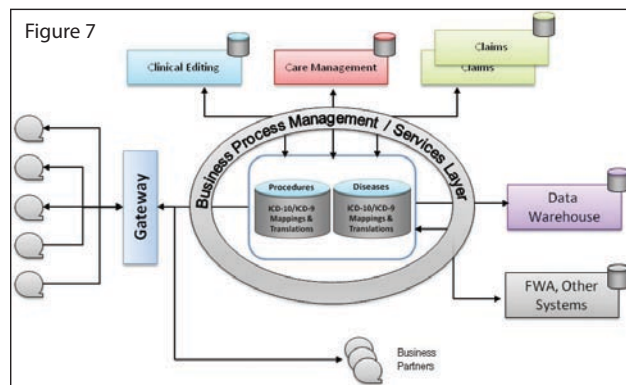 Figure 7
Clinical Editing
Care Management
Claims
Claims
Business Process Management / Services Layer
Gateway
Procedures
ICD-10/ICD-9
Mappings &
Translations
Diseases
ICD-10/ICD-9
Mappings &
Translations
Data
Warehouse
FWA, Other
Systems
Business
Partners